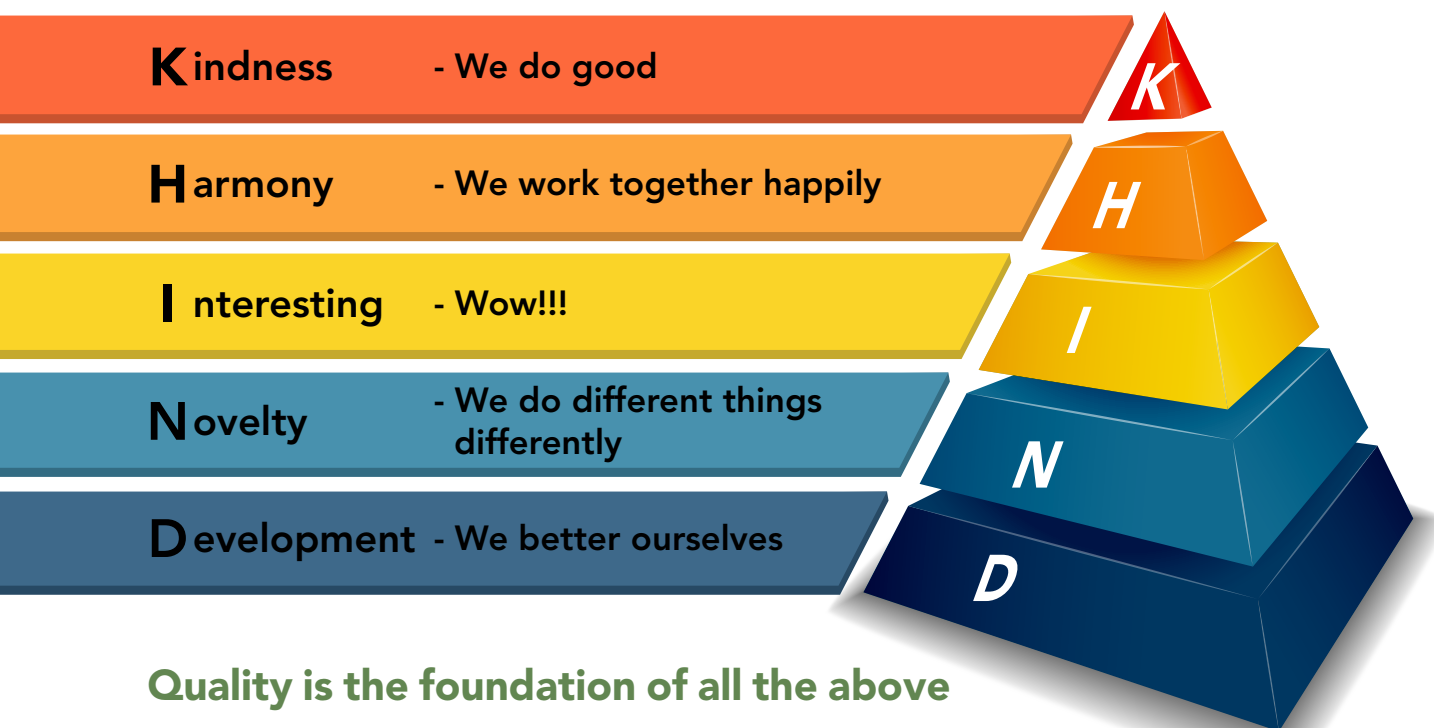 Kindness - We do good
K
Harmony - We work together happily
H
Interesting - Wow!!!
I
Novelty - We do different things
differently
N
Development - We better ourselves
D
Quality is the foundation of all the above